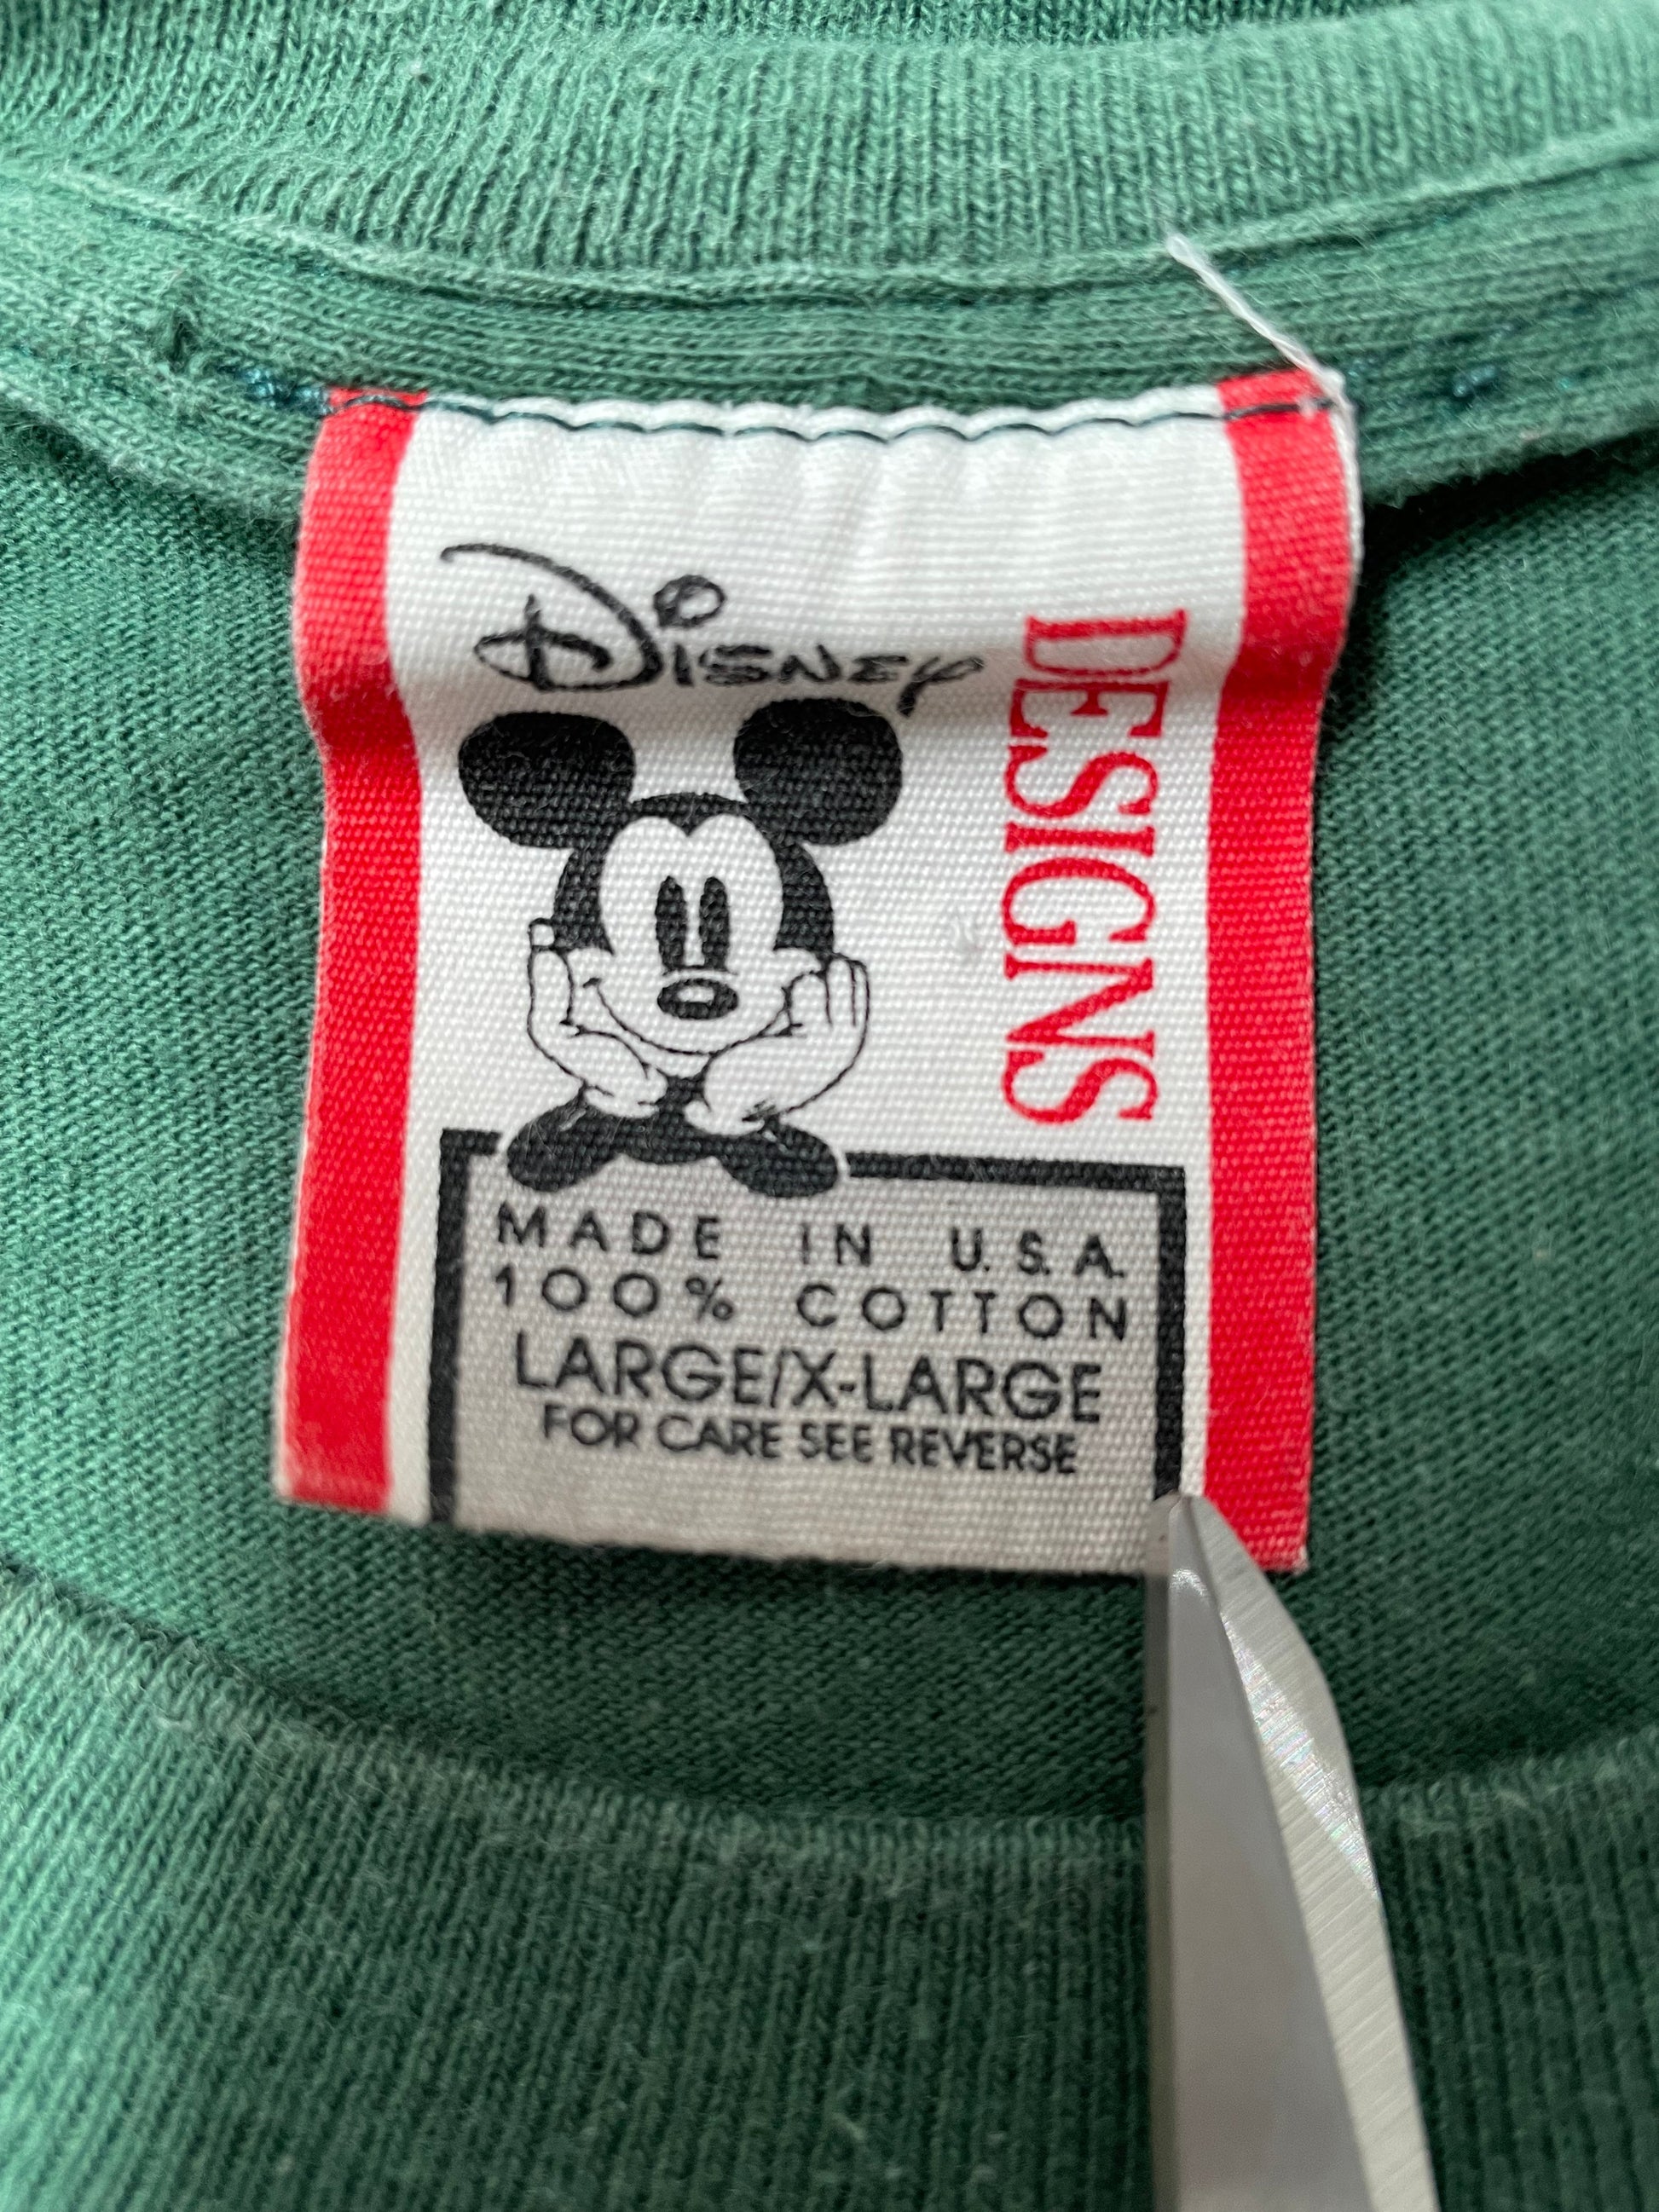 Disney
DESIGNS
MADE IN U.S.A.
100% COTTON
LARGE/X-LARGE
FOR CARE SEE REVERSE